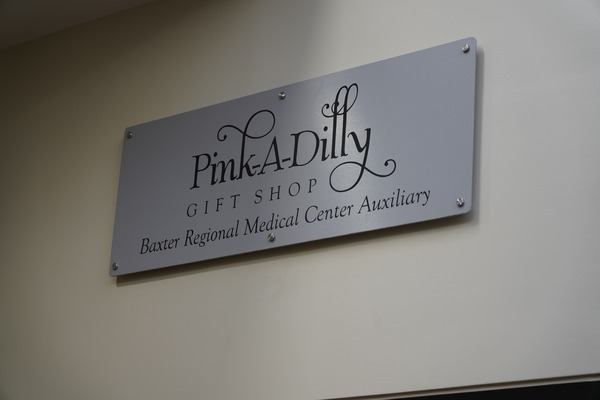 Pink-A-Dilly
GIFT SHOP
Baxter Regional Medical Center Auxiliary